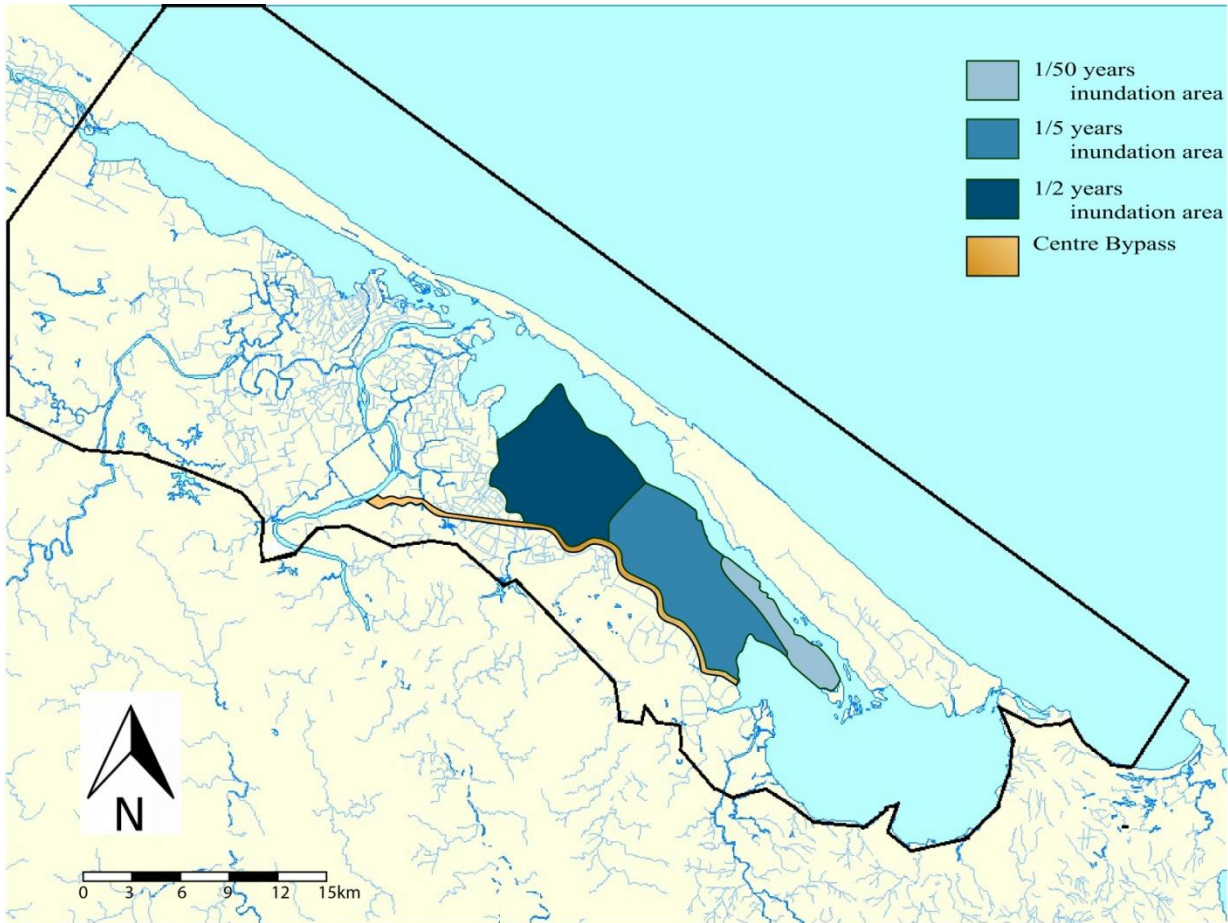 1/50 years
inundation area
1/5 years
inundation area
1/2 years
inundation area
Centre Bypass
N
0 3 6 9 12 15km